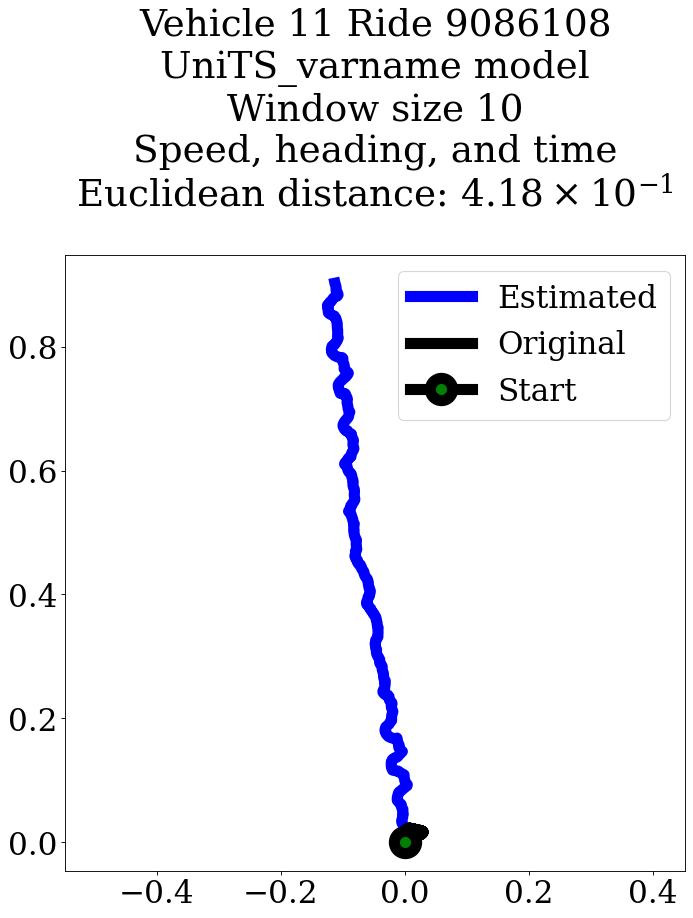 Vehicle 11 Ride 9086108
UniTS_varname model
Window size 10
Speed, heading, and time
Euclidean distance: 4.18 × 10⁻¹
Estimated
Original
Start
0.8
0.6
0.4
0.2
0.0
−0.4 −0.2 0.0 0.2 0.4